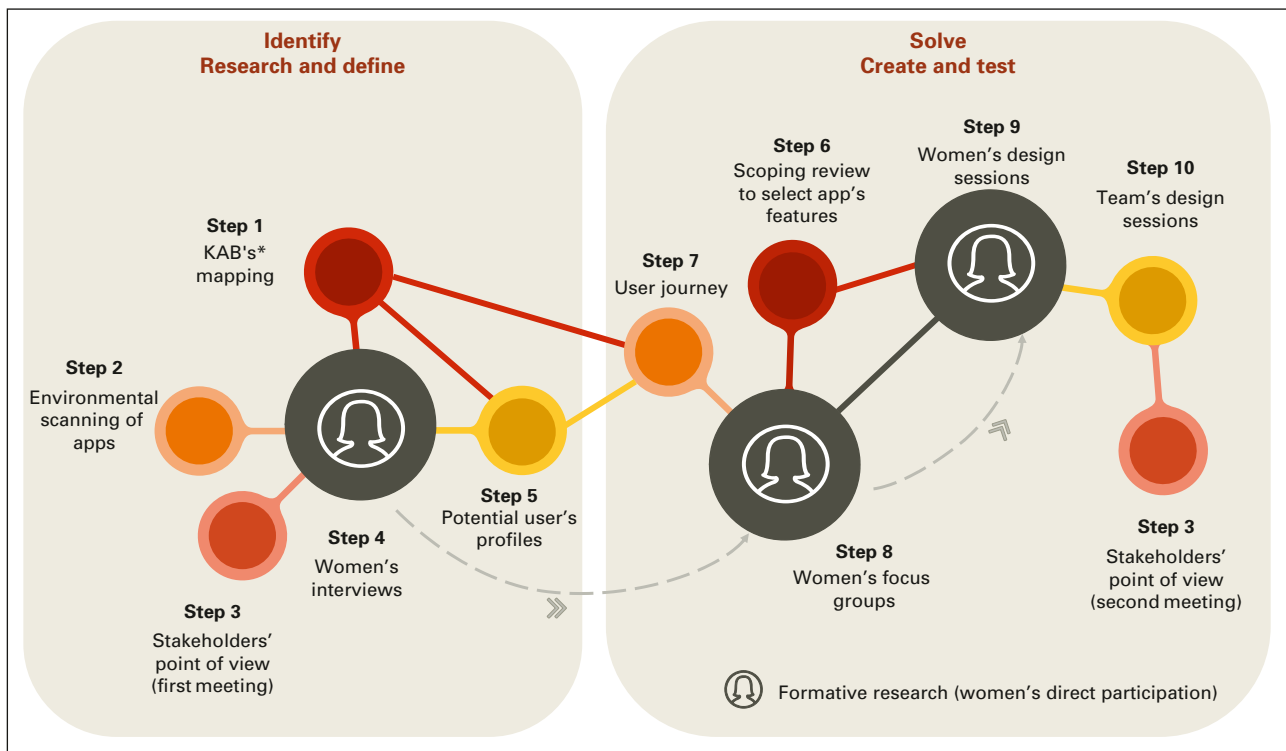 Identify
Research and define
Step 1
KAB's*
mapping
Step 2
Environmental
scanning of
apps
Step 3
Stakeholders’
point of view
(first meeting)
Step 4
Women’s
interviews
Step 5
Potential user’s
profiles
Solve
Create and test
Step 6
Scoping review
to select app’s
features
Step 7
User journey
Step 8
Women’s focus
groups
Step 9
Women’s design
sessions
Step 10
Team’s design
sessions
Step 3
Stakeholders’
point of view
(second meeting)
Formative research (women’s direct participation)